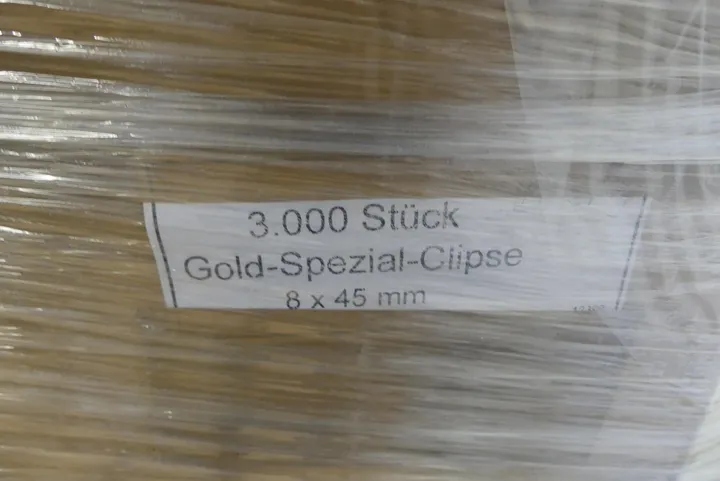 3.000 Stück
Gold-Spezial-Clipse
8 x 45 mm